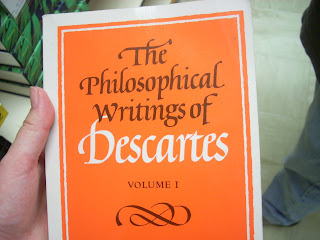 The
Philosophical
Writings of
Descartes
VOLUME I